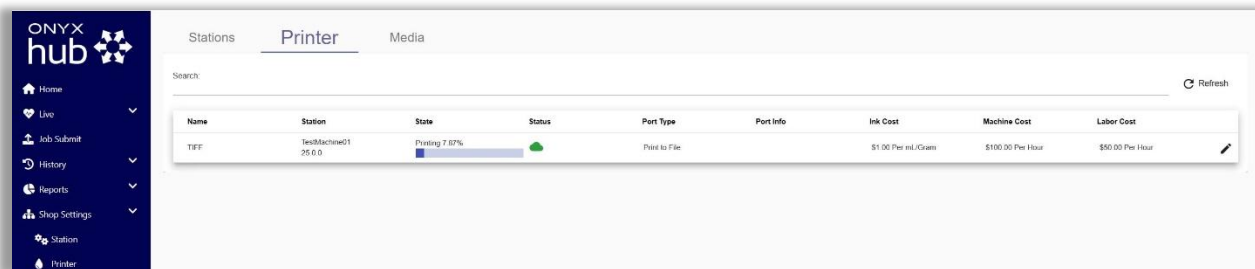 ONYX
hub
Home
Live
Job Submit
History
Reports
Shop Settings
Station
Printer
Stations Printer Media
Search:
Refresh
Name Station State Status Port Type Port Info Ink Cost Machine Cost Labor Cost
TIFF TestMachine01 Printing 7.87% Print to File $1.00 Per mL/Gram $100.00 Per Hour $50.00 Per Hour
25.0.0